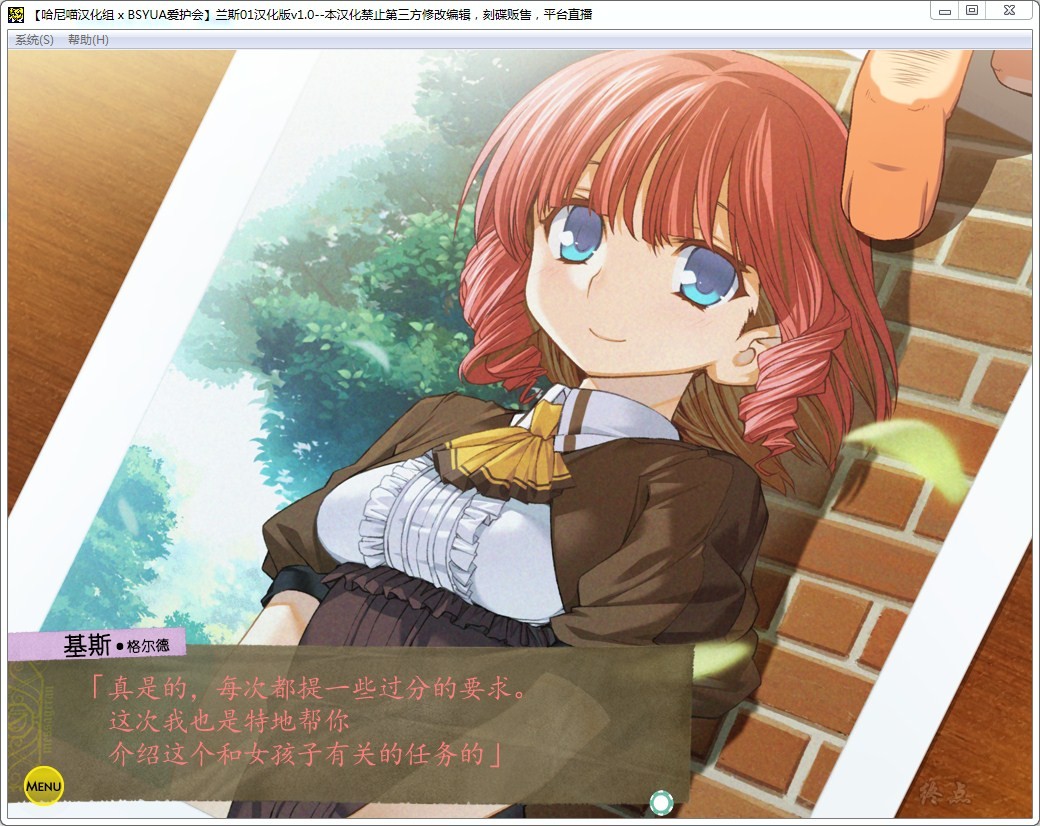 【哈尼喵汉化组 x BSYUA爱护会】兰斯01汉化版v1.0--本汉化禁止第三方修改编辑，刻碟贩售，平台直播
系统(S) 帮助(H)
基斯●格尔德
「真是的，每次都提一些过分的要求。
这次我也是特地帮你
介绍这个和女孩子有关的任务的」
MENU
终点